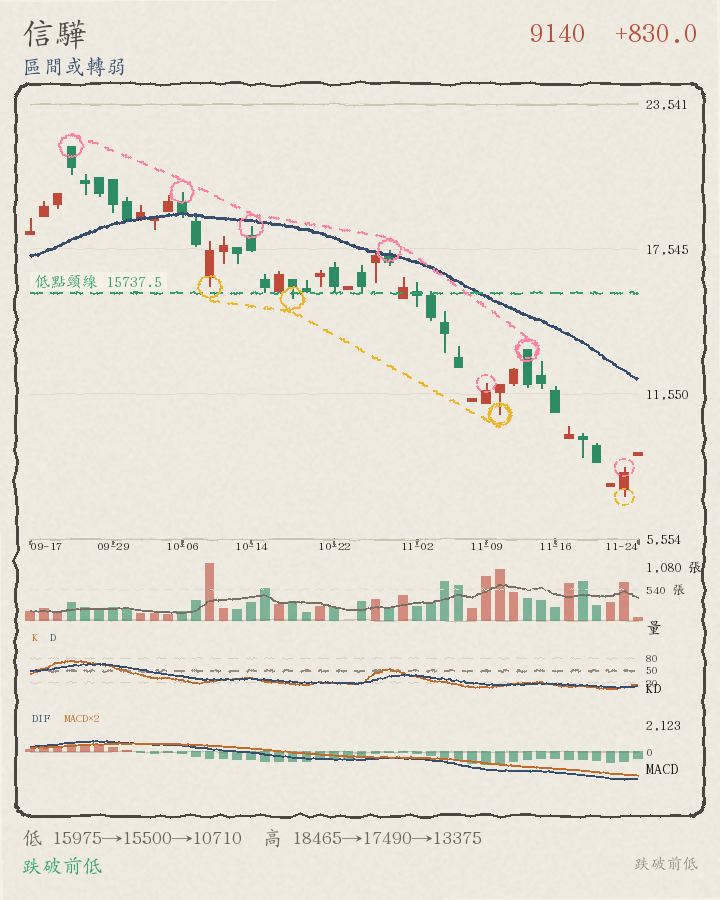 信驊 9140 +830.0
區間或轉弱
23,541
17,545
低點頸線 15737.5
11,550
5,554
09-17 09-29 10-06 10-14 10-22 11-02 11-09 11-16 11-24
1,080 張
540 張
量
K D
80
50
20
KD
DIF MACD×2
2,123
0
MACD
低 15975→15500→10710 高 18465→17490→13375
跌破前低 跌破前低